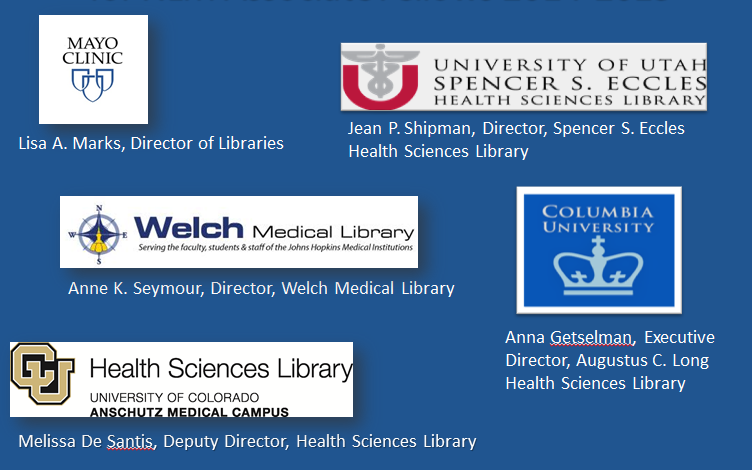 MAYO
CLINIC
Lisa A. Marks, Director of Libraries
UNIVERSITY OF UTAH
SPENCER S. ECCLES
HEALTH SCIENCES LIBRARY
Jean P. Shipman, Director, Spencer S. Eccles
Health Sciences Library
N
W
E
S
Welch Medical Library
Serving the faculty, students & staff of the Johns Hopkins Medical Institutions
Anne K. Seymour, Director, Welch Medical Library
COLUMBIA
UNIVERSITY
Anna Getselman, Executive
Director, Augustus C. Long
Health Sciences Library
CU
Health Sciences Library
UNIVERSITY OF COLORADO
ANSCHUTZ MEDICAL CAMPUS
Melissa De Santis, Deputy Director, Health Sciences Library